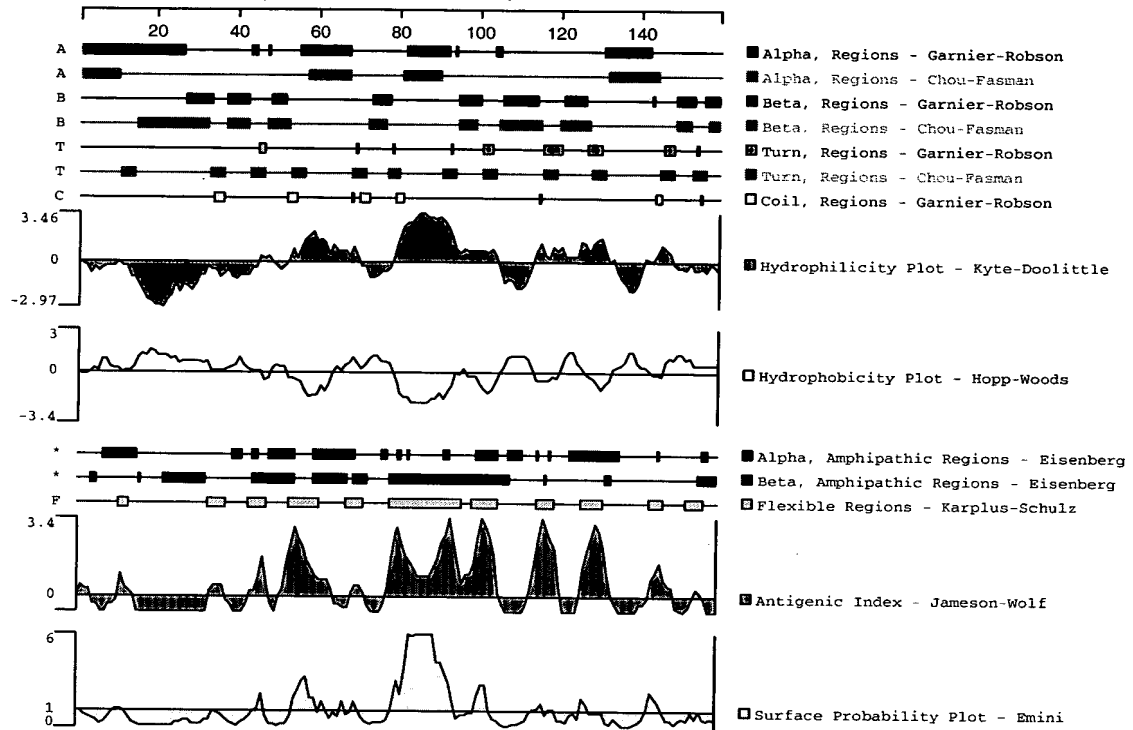 20 40 60 80 100 120 140
A Alpha, Regions - Garnier-Robson
A Alpha, Regions - Chou-Fasman
B Beta, Regions - Garnier-Robson
B Beta, Regions - Chou-Fasman
T Turn, Regions - Garnier-Robson
T Turn, Regions - Chou-Fasman
C Coil, Regions - Garnier-Robson
3.46
0
Hydrophilicity Plot - Kyte-Doolittle
-2.97
3
0
Hydrophobicity Plot - Hopp-Woods
-3.4
* Alpha, Amphipathic Regions - Eisenberg
* Beta, Amphipathic Regions - Eisenberg
F Flexible Regions - Karplus-Schulz
3.4
0
Antigenic Index - Jameson-Wolf
6
1
0
Surface Probability Plot - Emini